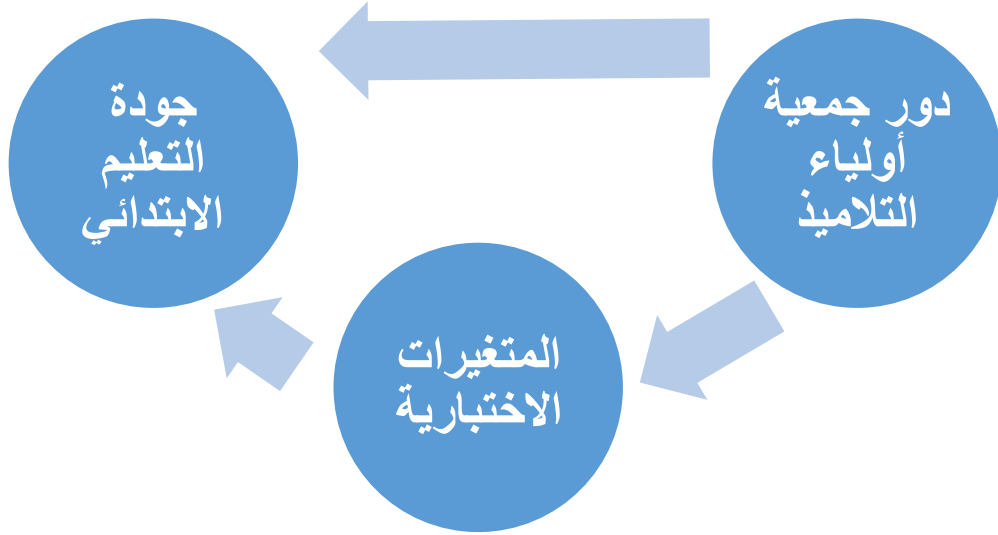 دور جمعية
أولياء
التلاميذ
جودة
التعليم
الابتدائي
المتغيرات
الاختبارية